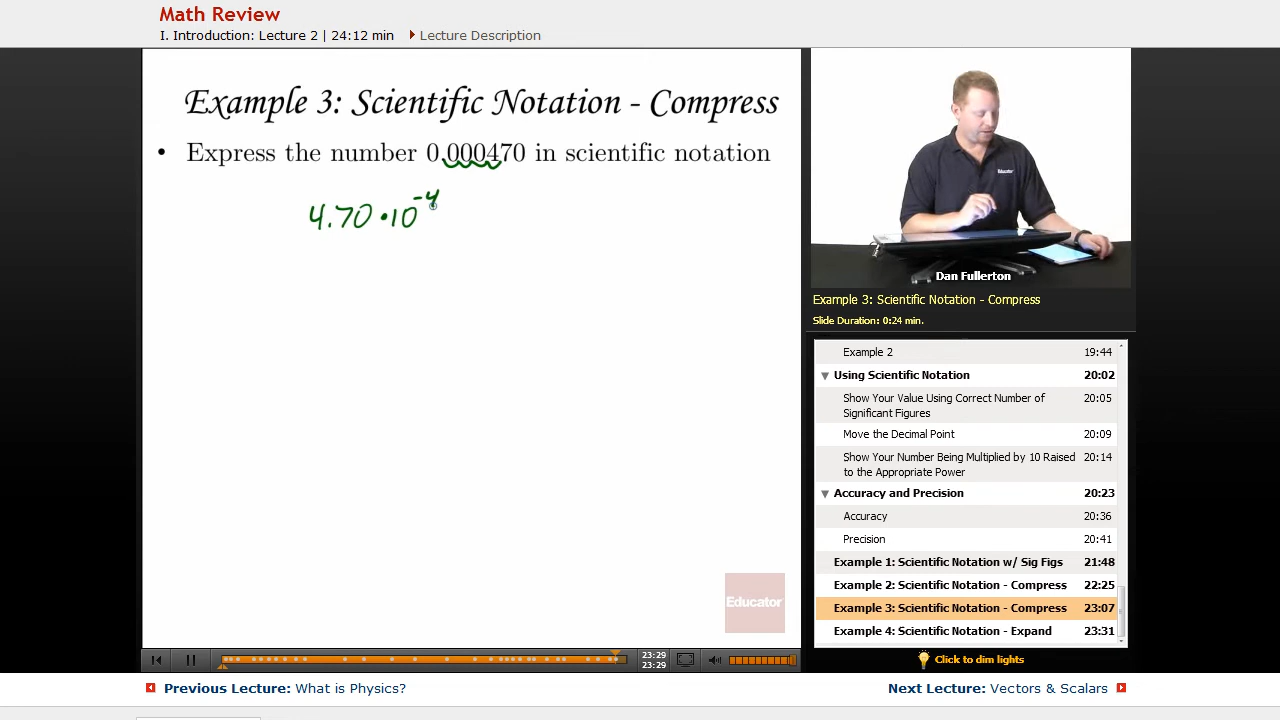 Math Review
I. Introduction: Lecture 2 | 24:12 min
Lecture Description
Example 3: Scientific Notation - Compress
• Express the number 0.000470 in scientific notation
4.70 · 10⁻⁴
Educator
Educator
Dan Fullerton
Example 3: Scientific Notation - Compress
Slide Duration: 0:24 min.
Example 2 19:44
Using Scientific Notation 20:02
Show Your Value Using Correct Number of
Significant Figures 20:05
Move the Decimal Point 20:09
Show Your Number Being Multiplied by 10 Raised
to the Appropriate Power 20:14
Accuracy and Precision 20:23
Accuracy 20:36
Precision 20:41
Example 1: Scientific Notation w/ Sig Figs 21:48
Example 2: Scientific Notation - Compress 22:25
Example 3: Scientific Notation - Compress 23:07
Example 4: Scientific Notation - Expand 23:31
23:29
23:29
Click to dim lights
Previous Lecture: What is Physics?
Next Lecture: Vectors & Scalars